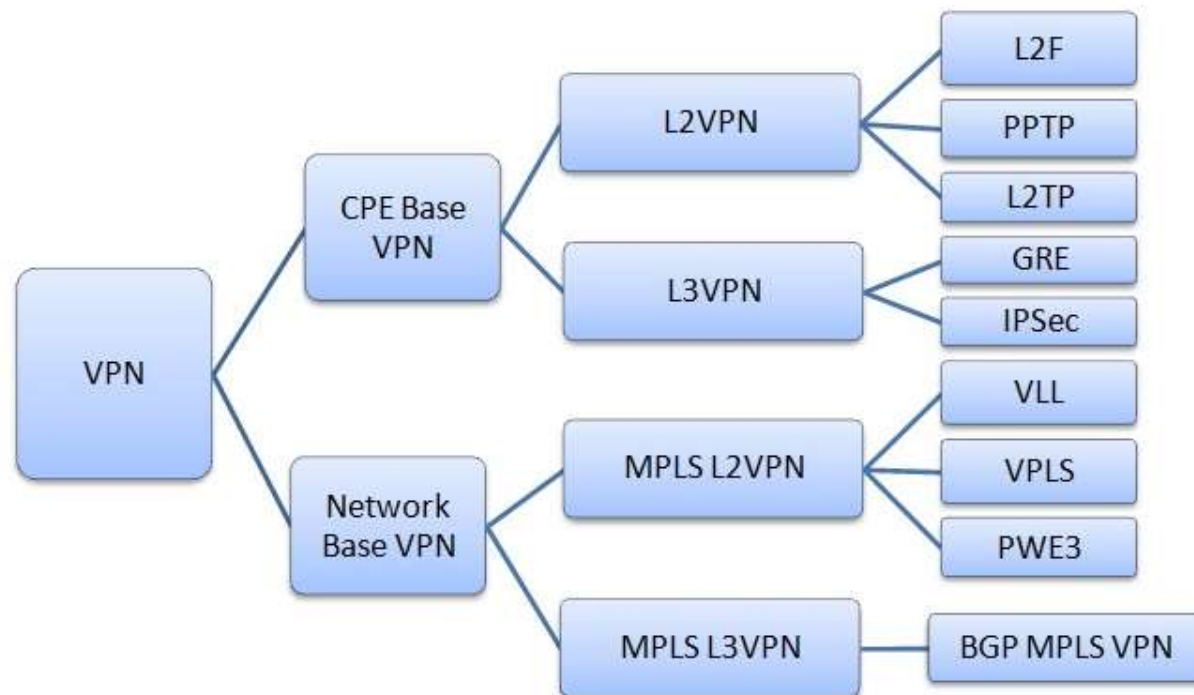 VPN
CPE Base
VPN
Network
Base VPN
L2VPN
L3VPN
MPLS L2VPN
MPLS L3VPN
L2F
PPTP
L2TP
GRE
IPSec
VLL
VPLS
PWE3
BGP MPLS VPN